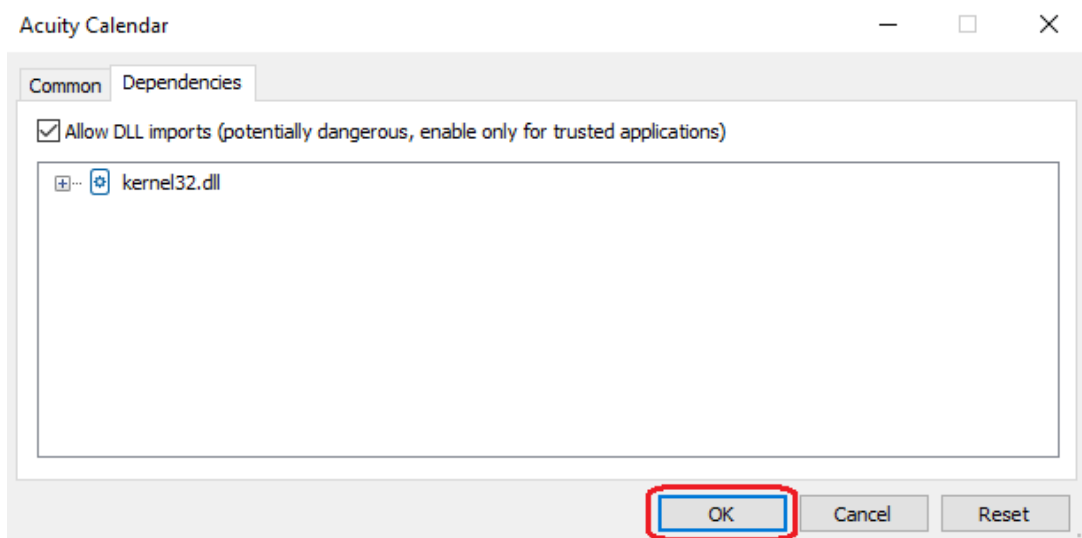 Acuity Calendar
Common Dependencies
Allow DLL imports (potentially dangerous, enable only for trusted applications)
kernel32.dll
OK Cancel Reset